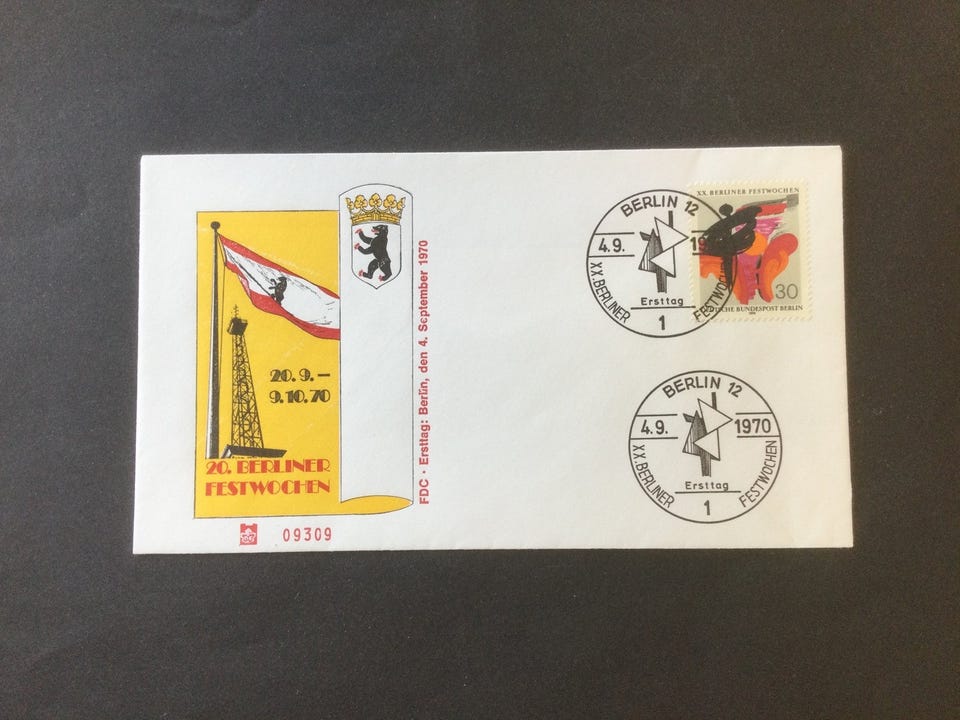 20.9.–
9.10.70
20. BERLINER
FESTWOCHEN
09309
FDC · Ersttag: Berlin, den 4. September 1970
XX. BERLINER FESTWOCHEN
30
DEUTSCHE BUNDESPOST BERLIN
BERLIN 12
4.9.
19
Ersttag
XX.BERLINER FESTWOCHEN
1
BERLIN 12
4.9. 1970
Ersttag
XX.BERLINER FESTWOCHEN
1